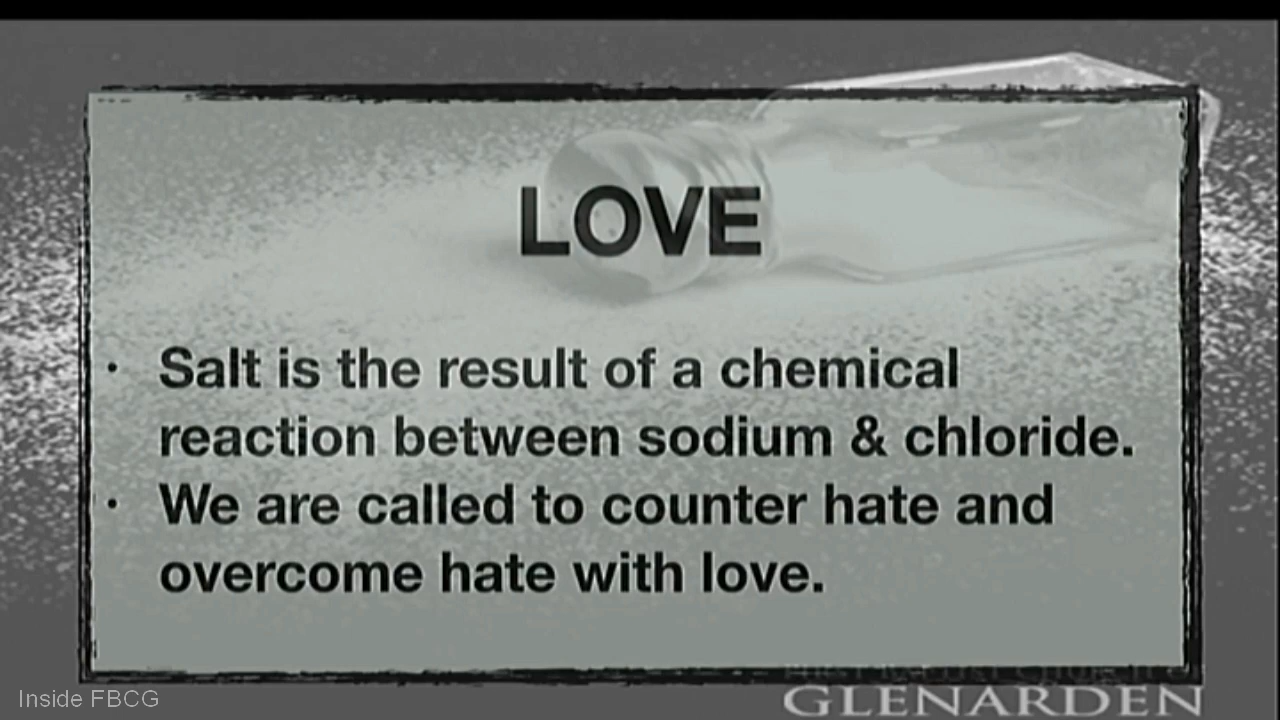 LOVE
· Salt is the result of a chemical
reaction between sodium & chloride.
· We are called to counter hate and
overcome hate with love.
Inside FBCG
GLENARDEN